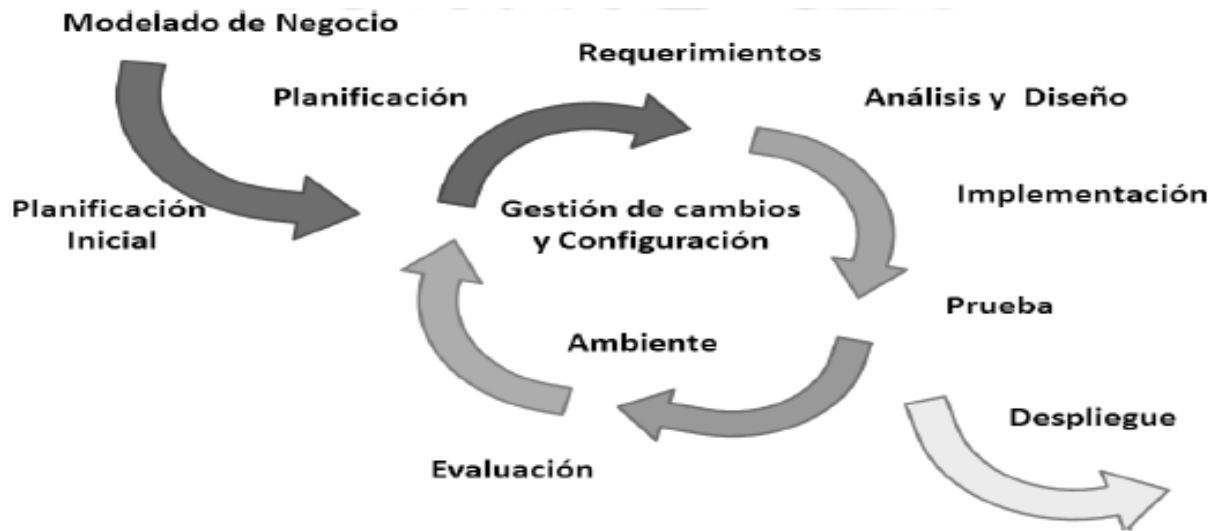 Modelado de Negocio
Requerimientos
Planificación
Análisis y Diseño
Implementación
Planificación
Inicial
Gestión de cambios
y Configuración
Prueba
Ambiente
Despliegue
Evaluación